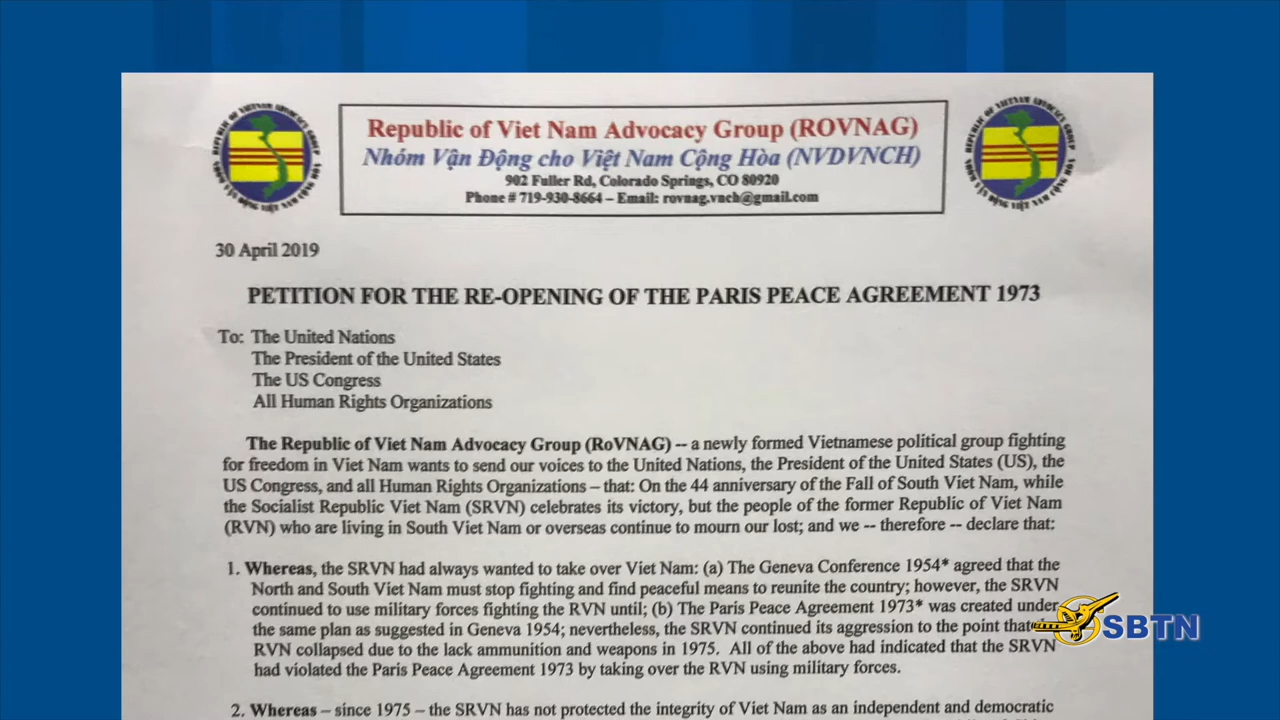 Republic of Viet Nam Advocacy Group (ROVNAG)
Nhóm Vận Động cho Việt Nam Cộng Hòa (NVDVNCH)
902 Fuller Rd, Colorado Springs, CO 80920
Phone # 719-930-8664 – Email: rovnag.vnch@gmail.com
30 April 2019
PETITION FOR THE RE-OPENING OF THE PARIS PEACE AGREEMENT 1973
To: The United Nations
The President of the United States
The US Congress
All Human Rights Organizations
The Republic of Viet Nam Advocacy Group (RoVNAG) -- a newly formed Vietnamese political group fighting
for freedom in Viet Nam wants to send our voices to the United Nations, the President of the United States (US), the
US Congress, and all Human Rights Organizations – that: On the 44 anniversary of the Fall of South Viet Nam, while
the Socialist Republic Viet Nam (SRVN) celebrates its victory, but the people of the former Republic of Viet Nam
(RVN) who are living in South Viet Nam or overseas continue to mourn our lost; and we -- therefore -- declare that:
1. Whereas, the SRVN had always wanted to take over Viet Nam: (a) The Geneva Conference 1954* agreed that the
North and South Viet Nam must stop fighting and find peaceful means to reunite the country; however, the SRVN
continued to use military forces fighting the RVN until; (b) The Paris Peace Agreement 1973* was created under
the same plan as suggested in Geneva 1954; nevertheless, the SRVN continued its aggression to the point that
RVN collapsed due to the lack ammunition and weapons in 1975. All of the above had indicated that the SRVN
had violated the Paris Peace Agreement 1973 by taking over the RVN using military forces.
2. Whereas – since 1975 – the SRVN has not protected the integrity of Viet Nam as an independent and democratic
SBTN